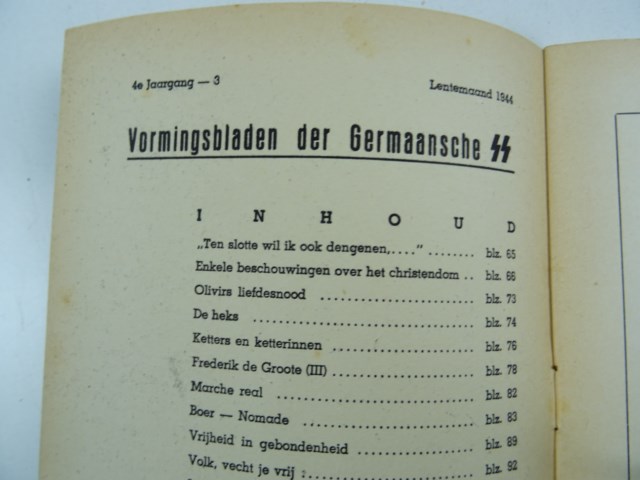 4e Jaargang — 3
Lentemaand 1944
Vormingsbladen der Germaansche SS
INHOUD
„Ten slotte wil ik ook dengenen,...." ........ blz. 65
Enkele beschouwingen over het christendom .. blz. 66
Olivirs liefdesnood ........................ blz. 73
De heks .................................... blz. 74
Ketters en ketterinnen ..................... blz. 76
Frederik de Groote (III) ................... blz. 78
Marche real ................................ blz. 82
Boer — Nomade .............................. blz. 83
Vrijheid in gebondenheid ................... blz. 89
Volk, vecht je vrij : ...................... blz. 92